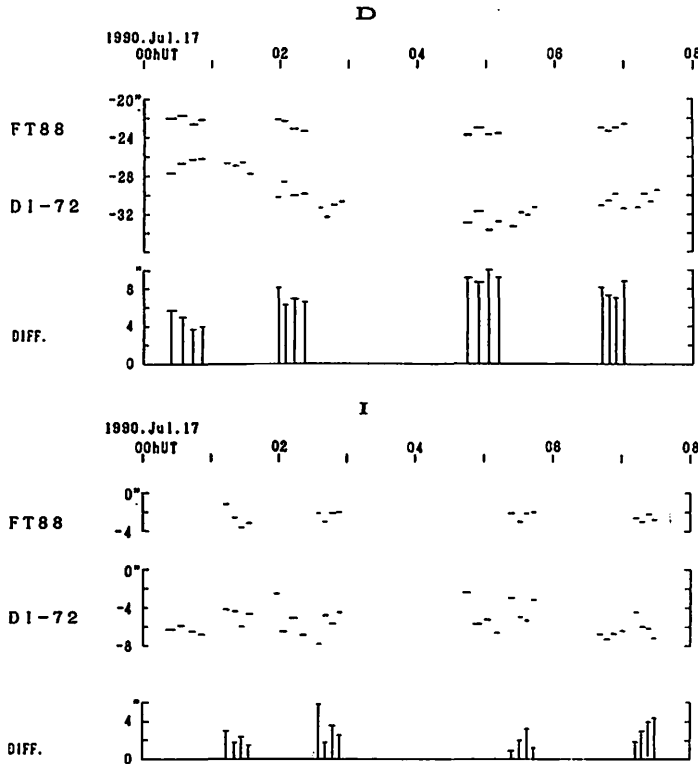 D
1990.Jul.17
00hUT 02 04 06 08
-20"
FT88
-24
-28
DI-72
-32
"
8
4
DIFF.
0
I
1990.Jul.17
00hUT 02 04 06 08
0"
FT88
-4
0"
DI-72
-4
-8
"
4
DIFF.
0